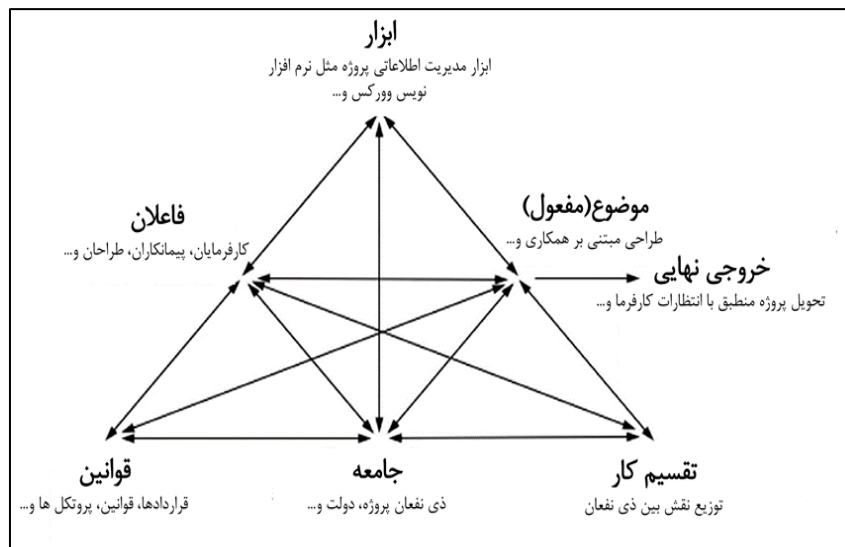 ابزار
ابزار مدیریت اطلاعاتی پروژه مثل نرم افزار
نویس وورکس و...
فاعلان
کارفرمایان، پیمانکاران، طراحان و...
موضوع(مفعول)
طراحی مبتنی بر همکاری و...
خروجی نهایی
تحویل پروژه منطبق با انتظارات کارفرما و...
قوانین
قراردادها، قوانین، پروتکل ها و...
جامعه
ذی نفعان پروژه، دولت و...
تقسیم کار
توزیع نقش بین ذی نفعان